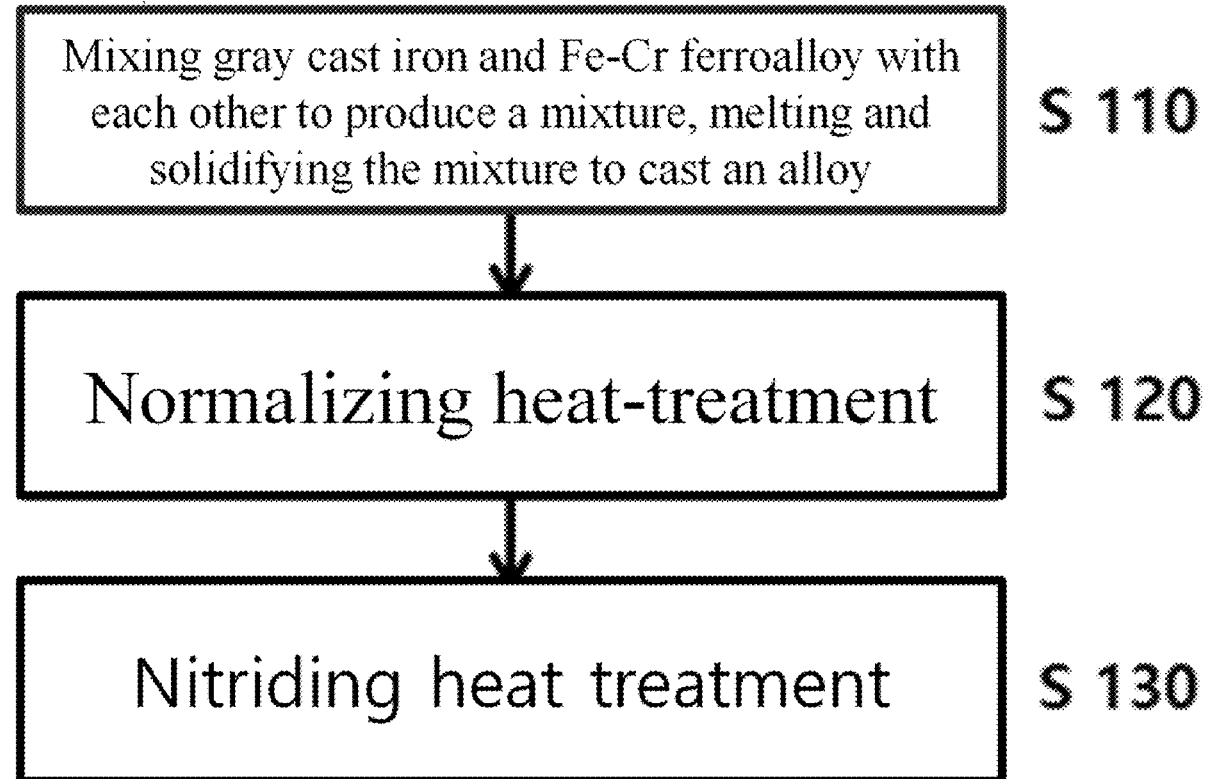 Mixing gray cast iron and Fe-Cr ferroalloy with
each other to produce a mixture, melting and
solidifying the mixture to cast an alloy
S 110
Normalizing heat-treatment
S 120
Nitriding heat treatment
S 130